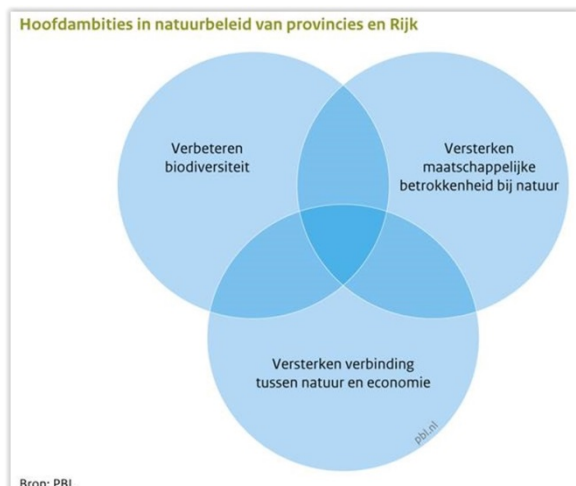 Hoofdambities in natuurbeleid van provincies en Rijk
Verbeteren
biodiversiteit
Versterken
maatschappelijke
betrokkenheid bij natuur
Versterken verbinding
tussen natuur en economie
pbl.nl
Bron: PBL